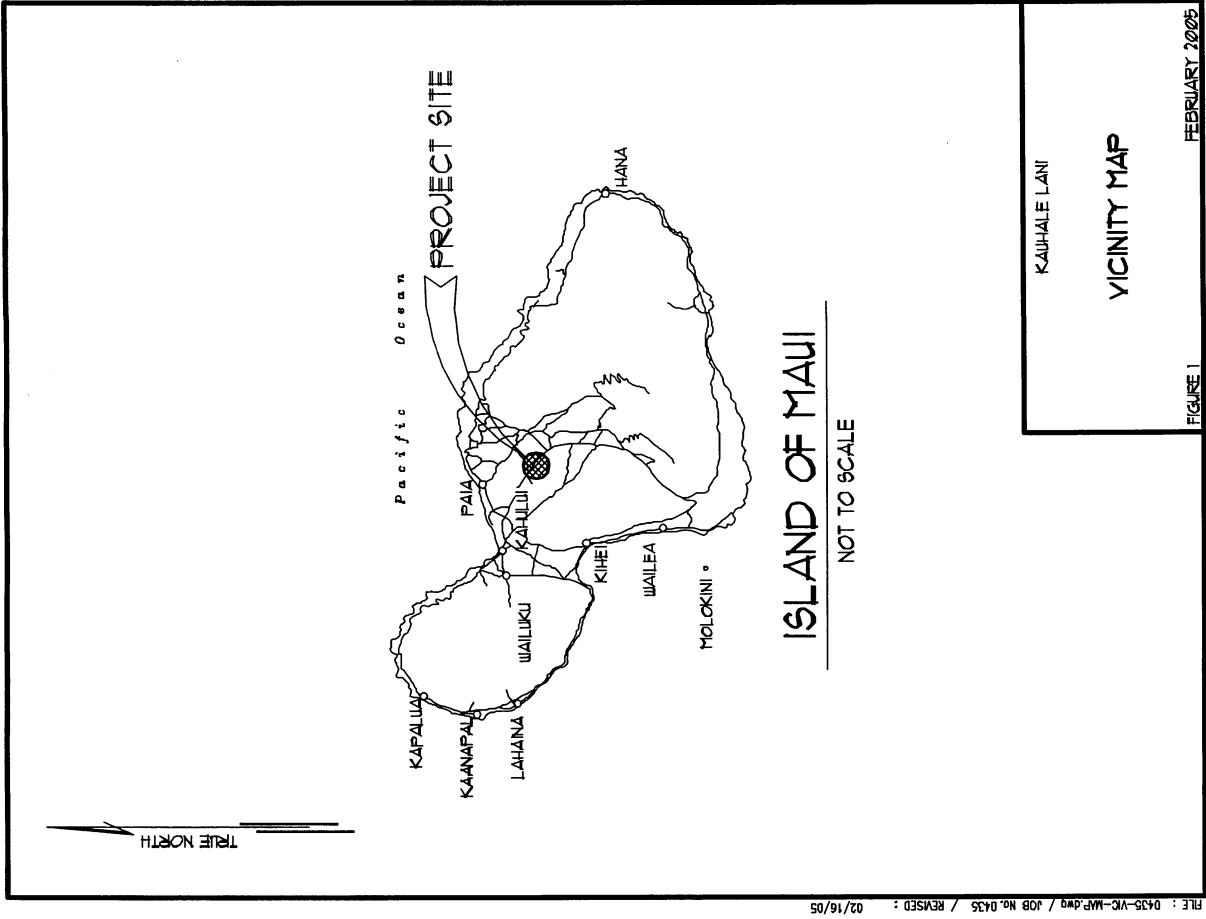 PROJECT SITE
Pacific Ocean
HANA
PAIA
KAHULUI
KIHEI
WAILEA
MOLOKINI
WAILUKU
KAPALUA
KAANAPALI
LAHAINA
TRUE NORTH
ISLAND OF MAUI
NOT TO SCALE
KAUHALE LANI
VICINITY MAP
FIGURE 1
FEBRUARY 2005
FILE : 0435-VIC-MAP.dwg / JOB No. 0435 / REVISED : 02/16/05